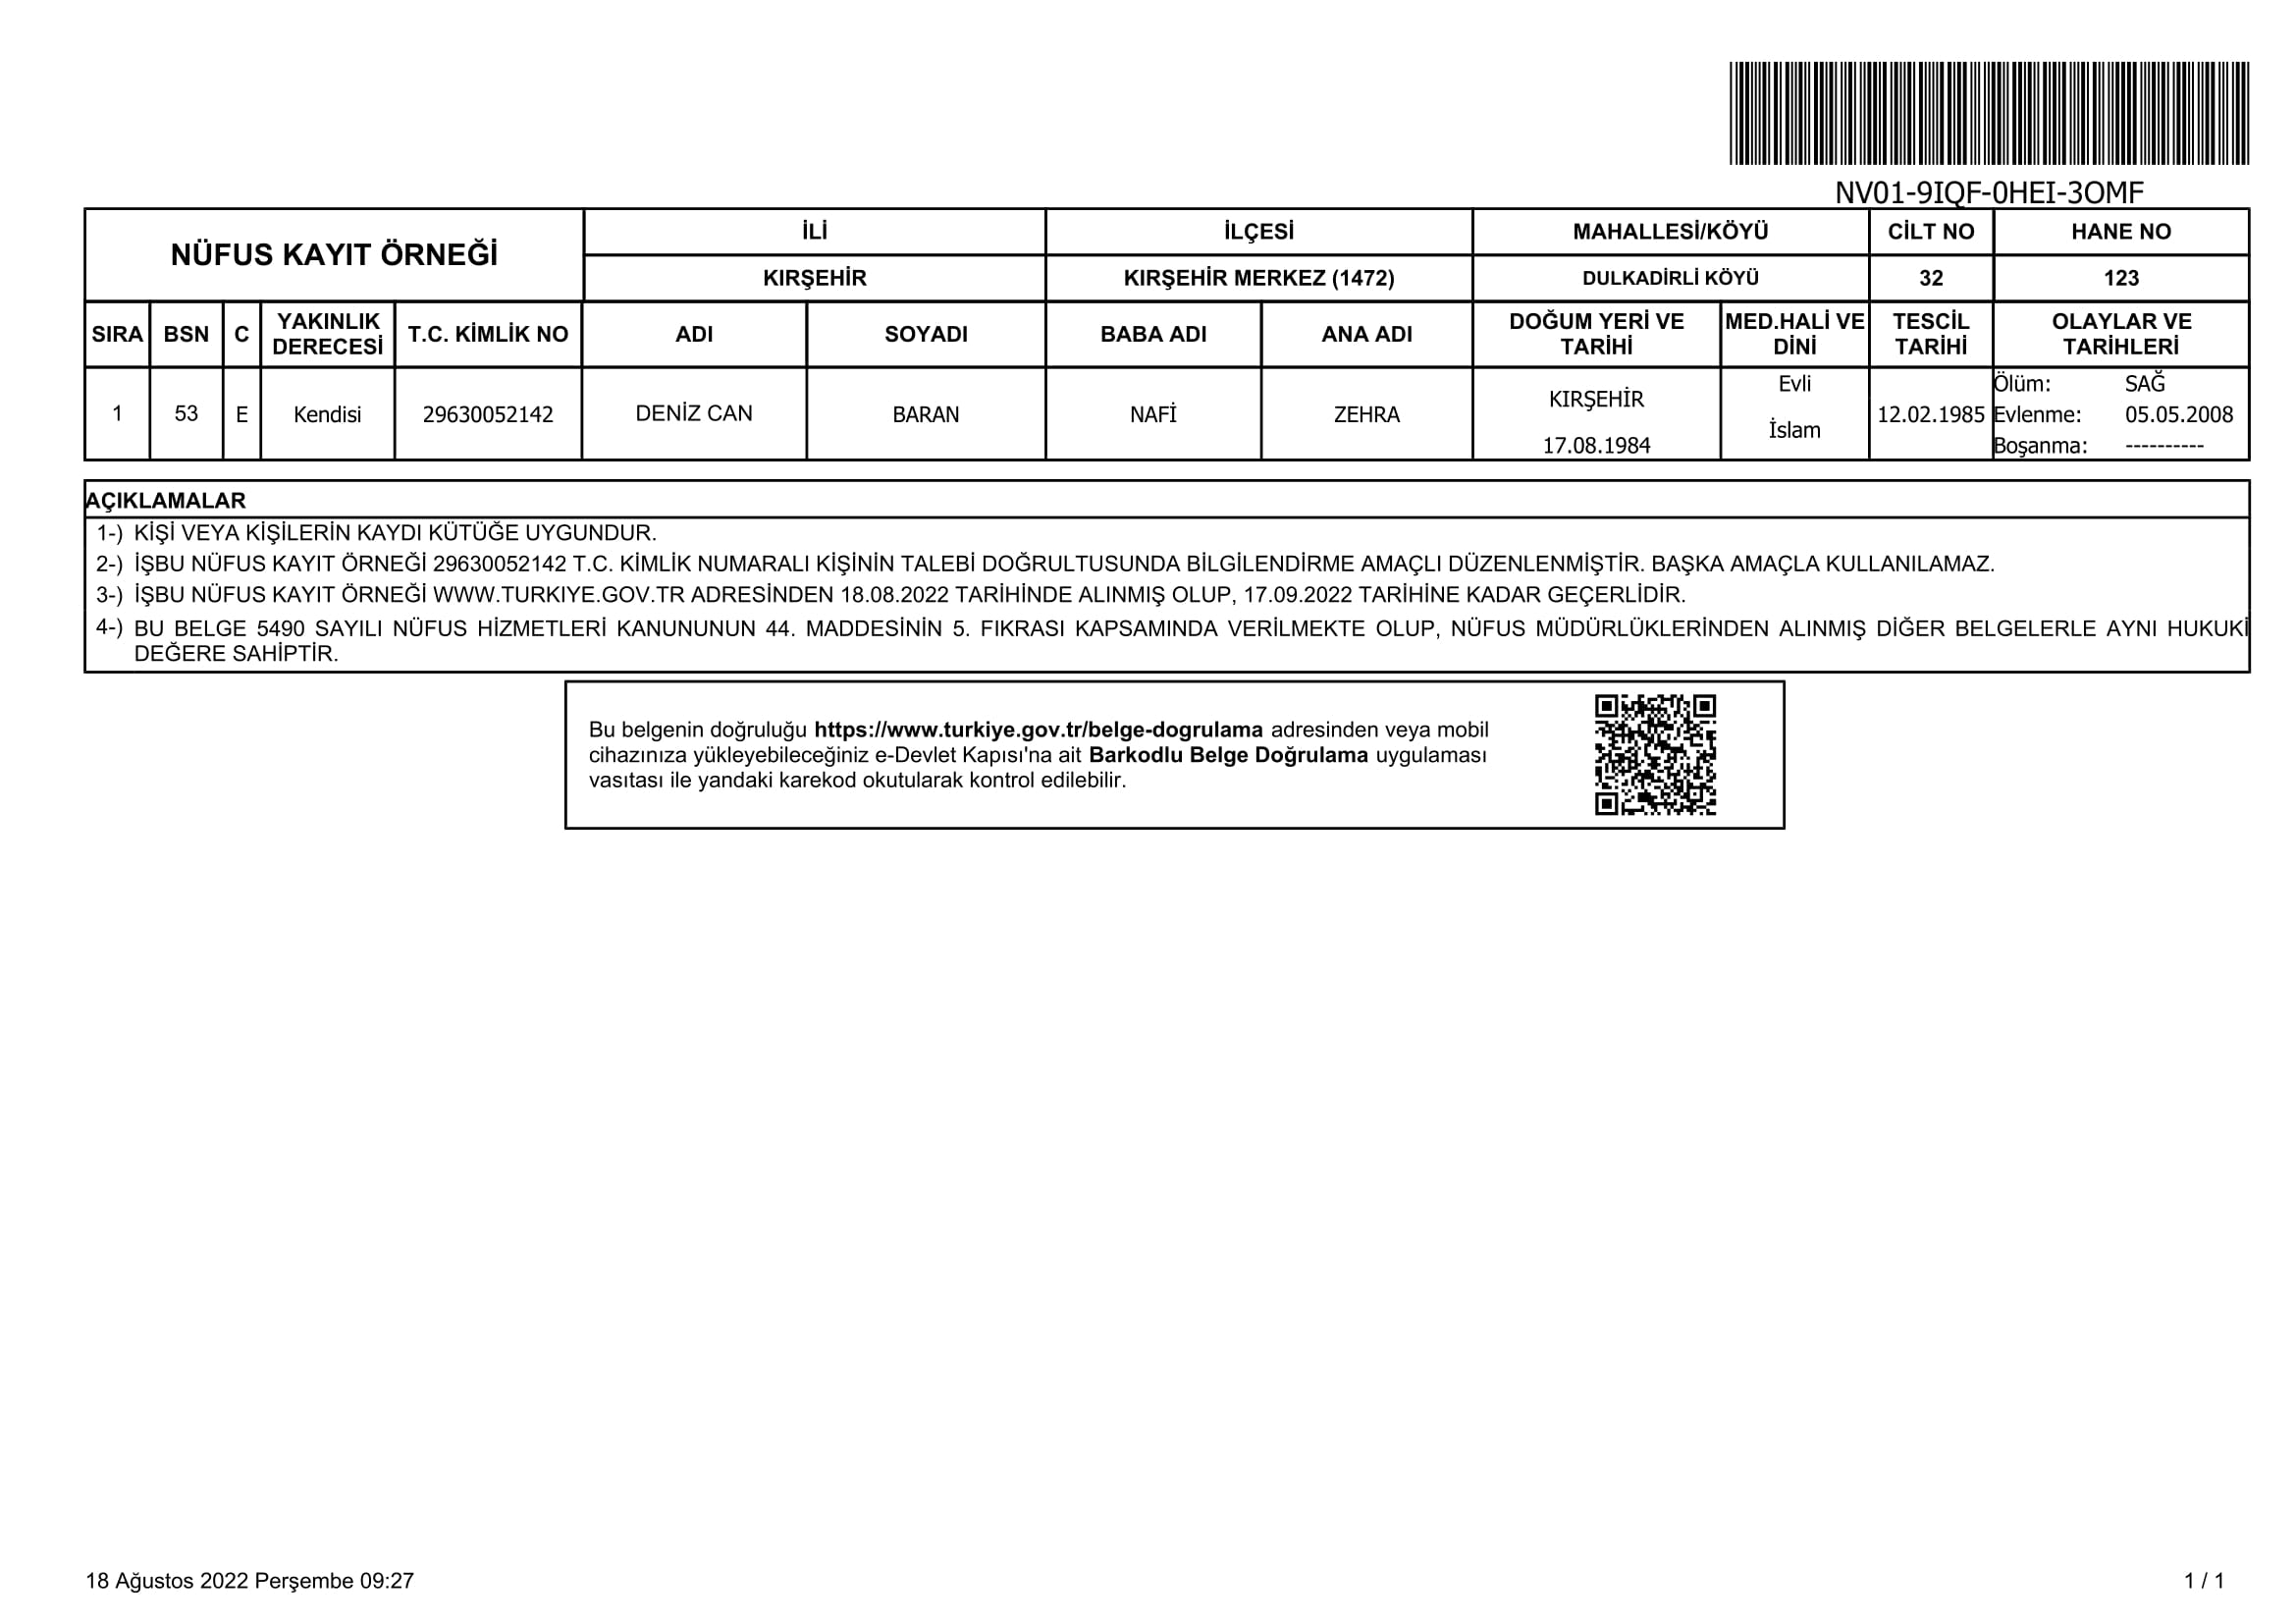 NV01-9IQF-0HEI-3OMF
NÜFUS KAYIT ÖRNEĞİ
İLİ
İLÇESİ
MAHALLESİ/KÖYÜ
CİLT NO
HANE NO
KIRŞEHİR
KIRŞEHİR MERKEZ (1472)
DULKADİRLİ KÖYÜ
32
123
SIRA
BSN
C
YAKINLIK
DERECESİ
T.C. KİMLİK NO
ADI
SOYADI
BABA ADI
ANA ADI
DOĞUM YERİ VE
TARİHİ
MED.HALİ VE
DİNİ
TESCİL
TARİHİ
OLAYLAR VE
TARİHLERİ
1
53
E
Kendisi
29630052142
DENİZ CAN
BARAN
NAFİ
ZEHRA
KIRŞEHİR
17.08.1984
Evli
İslam
12.02.1985
Ölüm: SAĞ
Evlenme: 05.05.2008
Boşanma: ----------
AÇIKLAMALAR
1-) KİŞİ VEYA KİŞİLERİN KAYDI KÜTÜĞE UYGUNDUR.
2-) İŞBU NÜFUS KAYIT ÖRNEĞİ 29630052142 T.C. KİMLİK NUMARALI KİŞİNİN TALEBİ DOĞRULTUSUNDA BİLGİLENDİRME AMAÇLI DÜZENLENMİŞTİR. BAŞKA AMAÇLA KULLANILAMAZ.
3-) İŞBU NÜFUS KAYIT ÖRNEĞİ WWW.TURKIYE.GOV.TR ADRESİNDEN 18.08.2022 TARİHİNDE ALINMIŞ OLUP, 17.09.2022 TARİHİNE KADAR GEÇERLİDİR.
4-) BU BELGE 5490 SAYILI NÜFUS HİZMETLERİ KANUNUNUN 44. MADDESİNİN 5. FIKRASI KAPSAMINDA VERİLMEKTE OLUP, NÜFUS MÜDÜRLÜKLERİNDEN ALINMIŞ DİĞER BELGELERLE AYNI HUKUKİ
DEĞERE SAHİPTİR.
Bu belgenin doğruluğu https://www.turkiye.gov.tr/belge-dogrulama adresinden veya mobil
cihazınıza yükleyebileceğiniz e-Devlet Kapısı'na ait Barkodlu Belge Doğrulama uygulaması
vasıtası ile yandaki karekod okutularak kontrol edilebilir.
18 Ağustos 2022 Perşembe 09:27
1 / 1